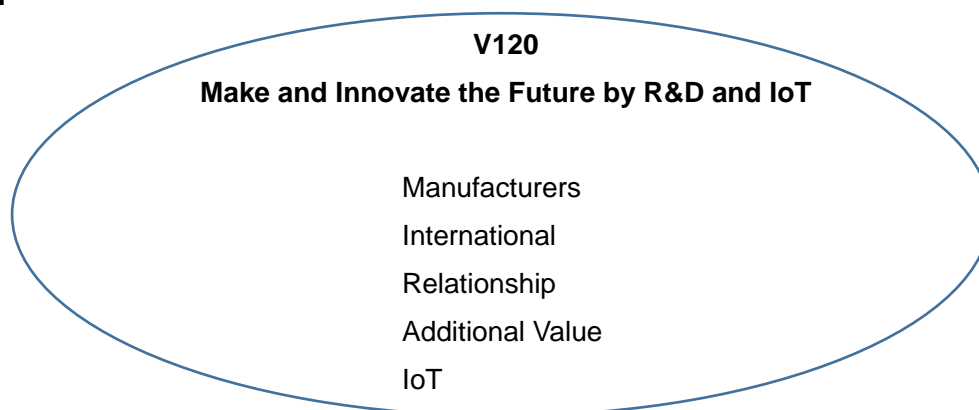 V120
Make and Innovate the Future by R&D and IoT
Manufacturers
International
Relationship
Additional Value
IoT